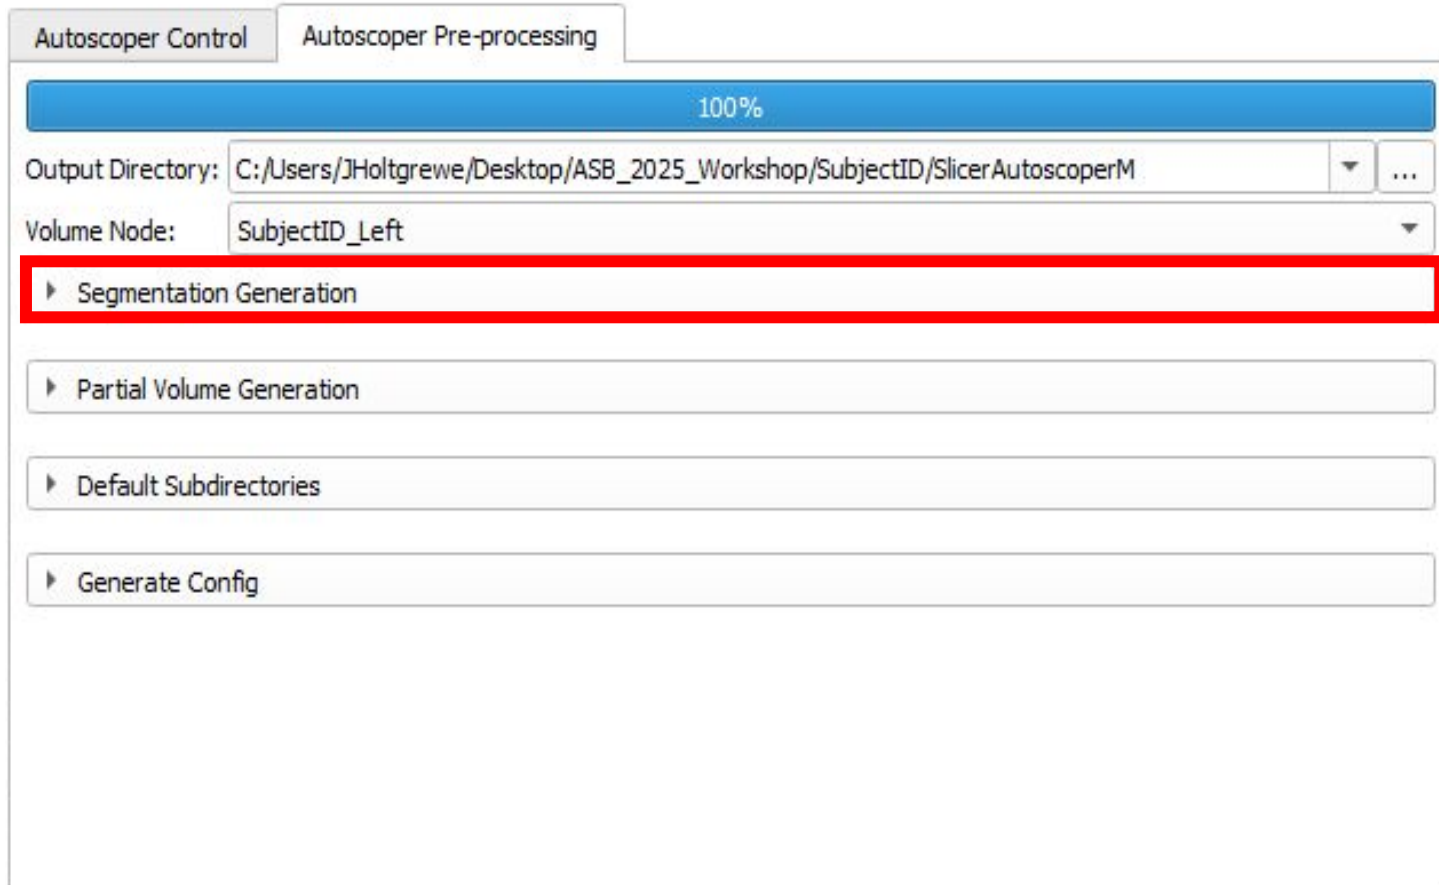 Autoscoper Control Autoscoper Pre-processing
100%
Output Directory: C:/Users/JHoltgrewe/Desktop/ASB_2025_Workshop/SubjectID/SlicerAutoscoperM ...
Volume Node: SubjectID_Left
Segmentation Generation
Partial Volume Generation
Default Subdirectories
Generate Config